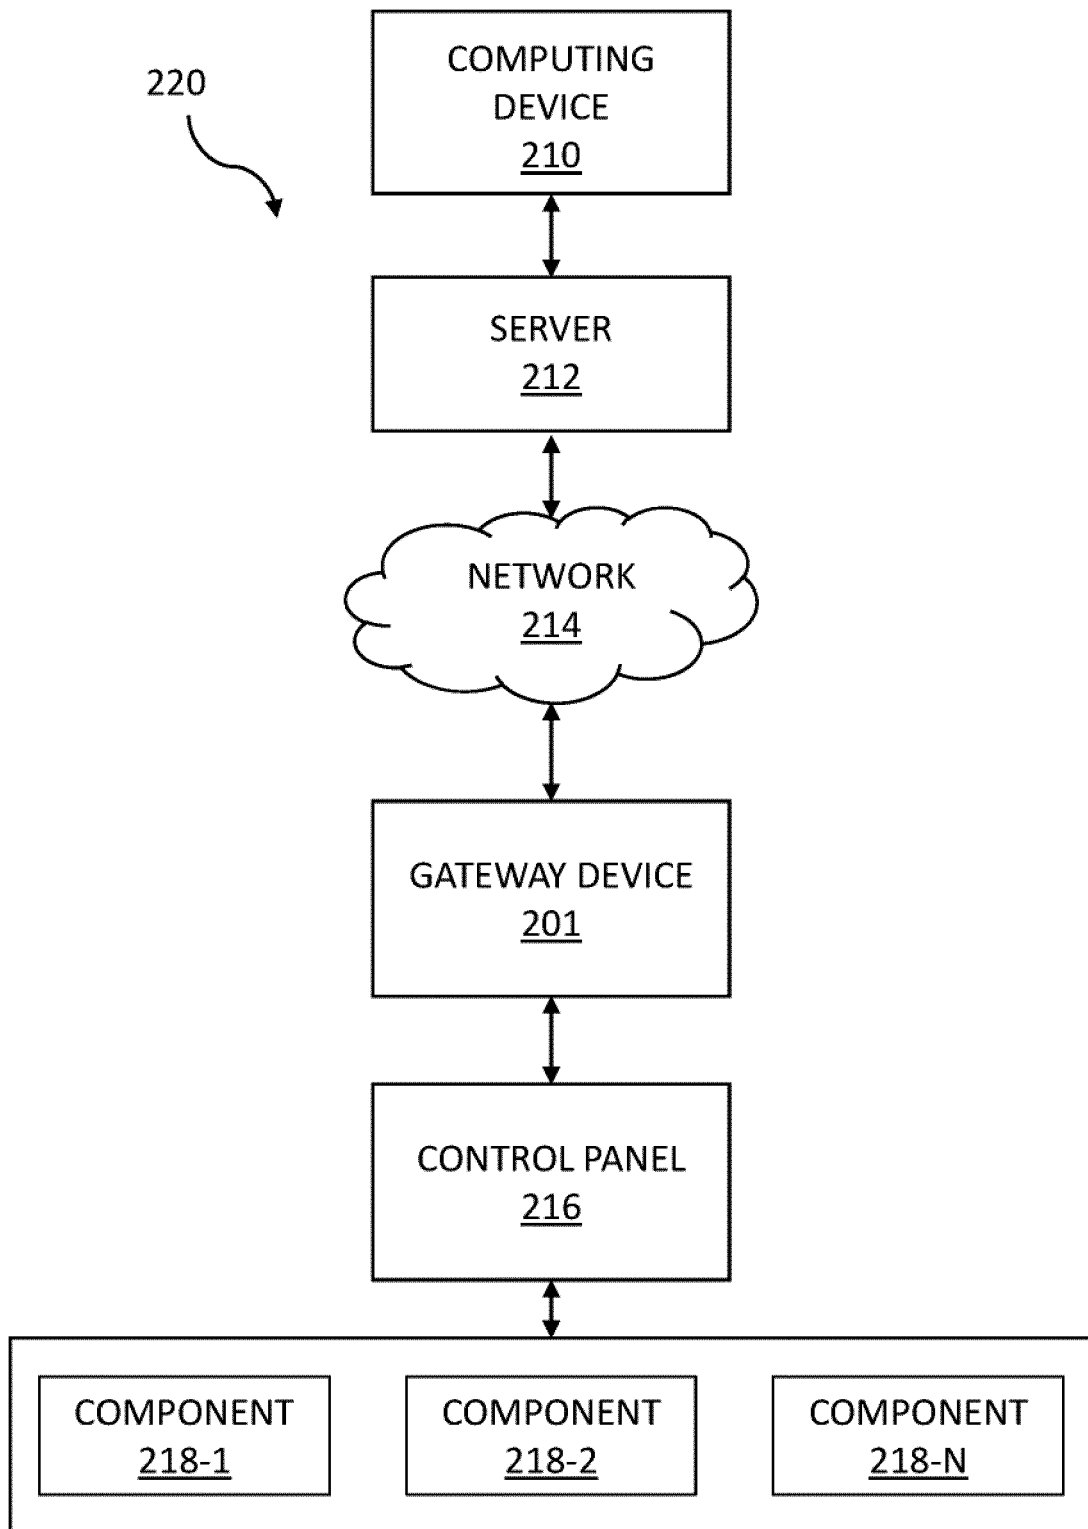 220
COMPUTING
DEVICE
210
SERVER
212
NETWORK
214
GATEWAY DEVICE
201
CONTROL PANEL
216
COMPONENT COMPONENT COMPONENT
218-1 218-2 218-N